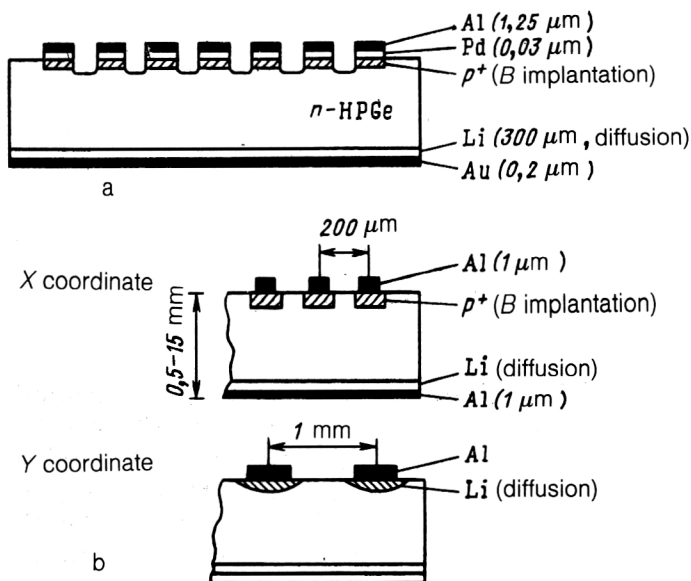 Al (1,25 μm)
Pd (0,03 μm)
p⁺ (B implantation)
n-HPGe
Li (300 μm, diffusion)
Au (0,2 μm)
a
200 μm
X coordinate
Al (1 μm)
p⁺ (B implantation)
0,5-15 mm
Li (diffusion)
Al (1 μm)
1 mm
Y coordinate
Al
Li (diffusion)
b